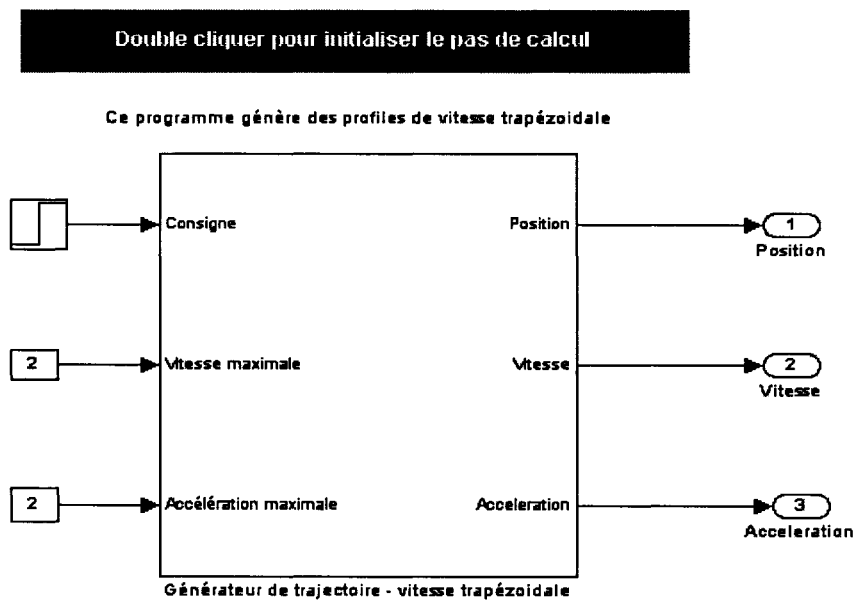 Double cliquer pour initialiser le pas de calcul
Ce programme génère des profiles de vitesse trapézoidale
Consigne
Position
1
Position
2
Vitesse maximale
Vitesse
2
Vitesse
2
Accélération maximale
Acceleration
3
Acceleration
Générateur de trajectoire - vitesse trapézoidale